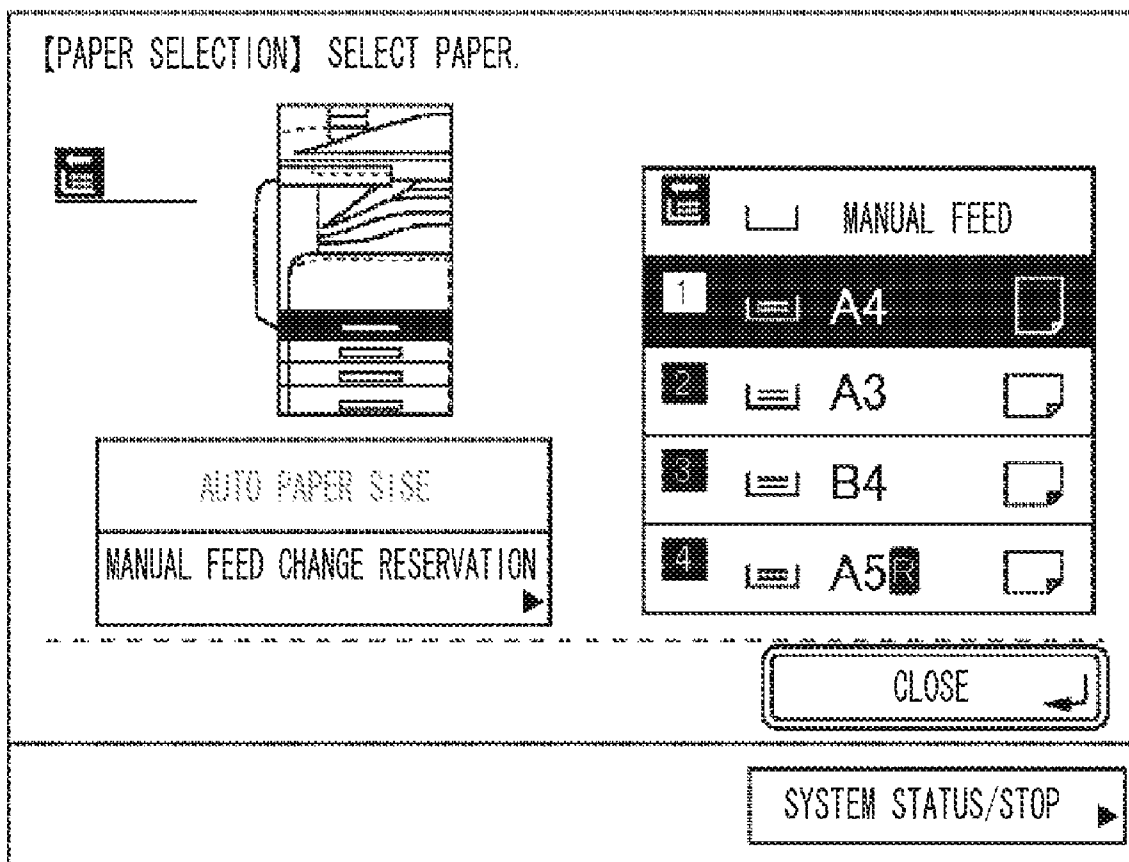 【PAPER SELECTION】 SELECT PAPER.
MANUAL FEED
1 A4
2 A3
3 B4
4 A5R
AUTO PAPER SISE
MANUAL FEED CHANGE RESERVATION
CLOSE
SYSTEM STATUS/STOP